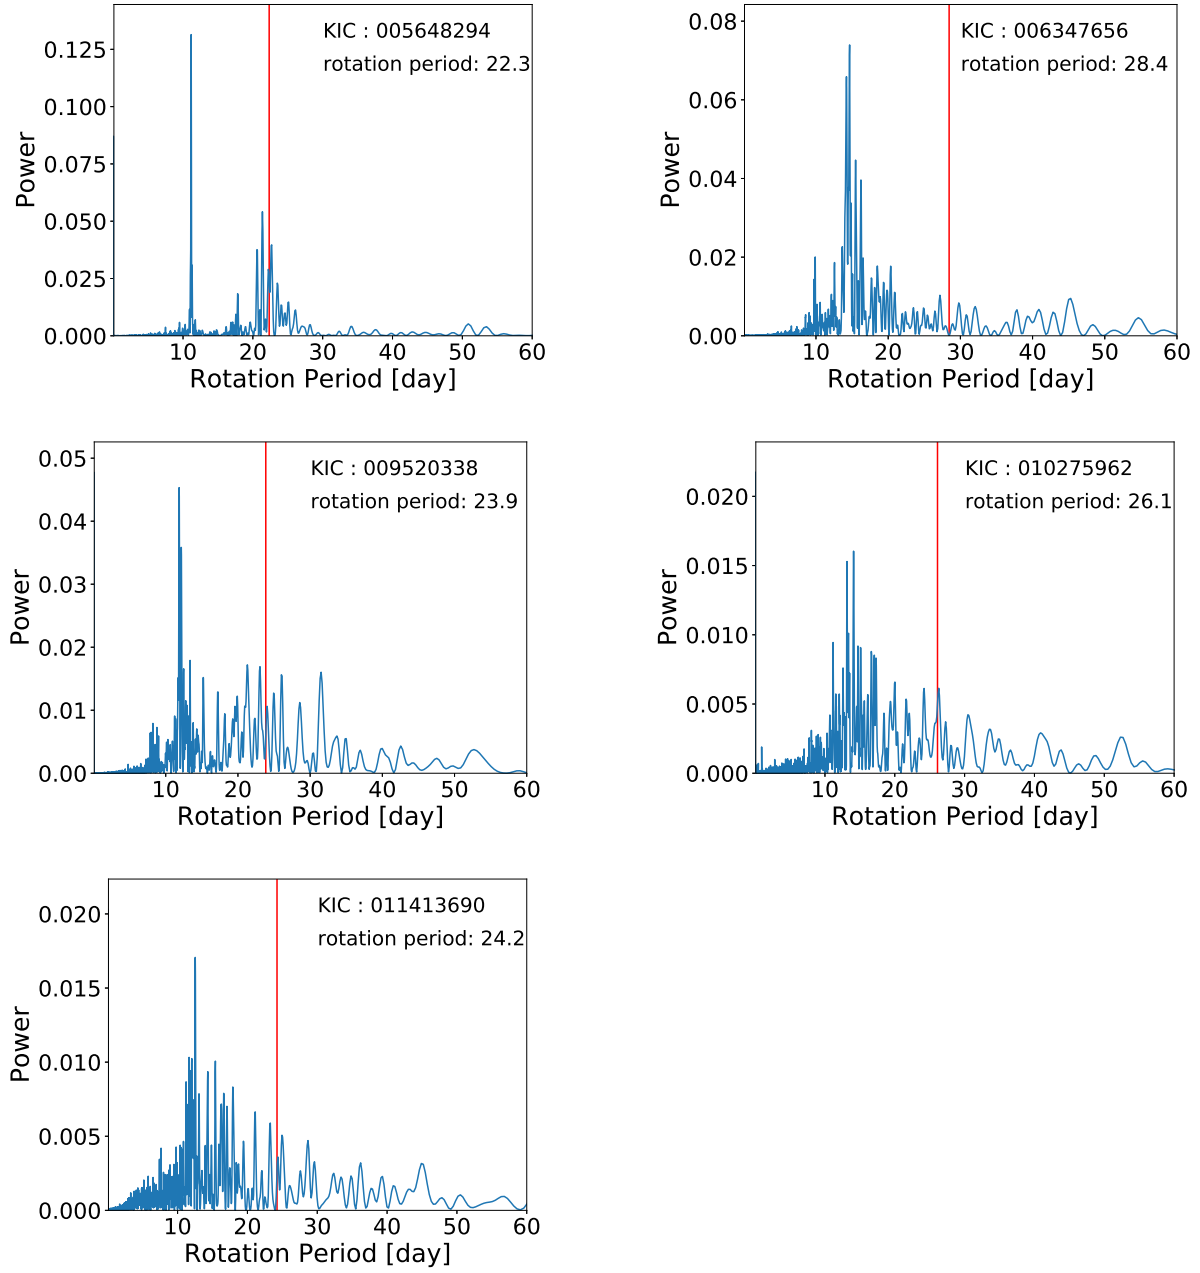 KIC : 005648294
rotation period: 22.3
0.125
0.100
0.075
0.050
0.025
0.000
Power
10 20 30 40 50 60
Rotation Period [day]
KIC : 006347656
rotation period: 28.4
0.08
0.06
0.04
0.02
0.00
Power
10 20 30 40 50 60
Rotation Period [day]
KIC : 009520338
rotation period: 23.9
0.05
0.04
0.03
0.02
0.01
0.00
Power
10 20 30 40 50 60
Rotation Period [day]
KIC : 010275962
rotation period: 26.1
0.020
0.015
0.010
0.005
0.000
Power
10 20 30 40 50 60
Rotation Period [day]
KIC : 011413690
rotation period: 24.2
0.020
0.015
0.010
0.005
0.000
Power
10 20 30 40 50 60
Rotation Period [day]